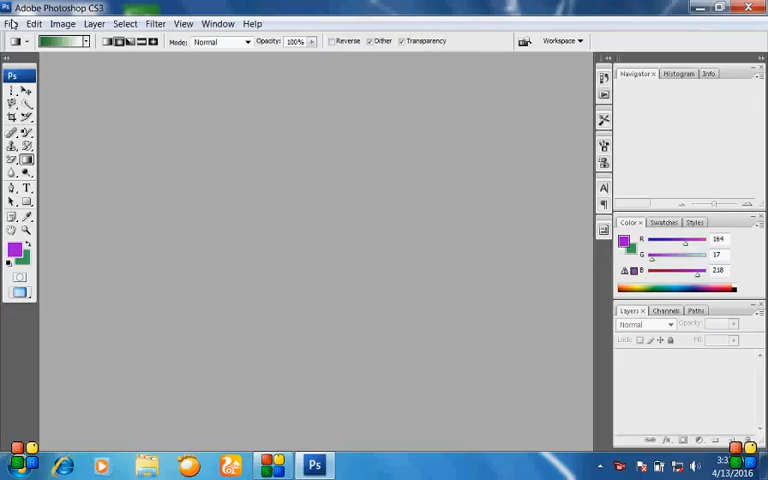 Adobe Photoshop CS3
File Edit Image Layer Select Filter View Window Help
Mode: Normal Opacity: 100% Reverse Dither Transparency Workspace
Ps
Navigator × Histogram Info
Color × Swatches Styles
R 164
G 17
B 218
Layers × Channels Paths
Normal Opacity:
Lock: Fill:
T
A
Ps
4/13/2016